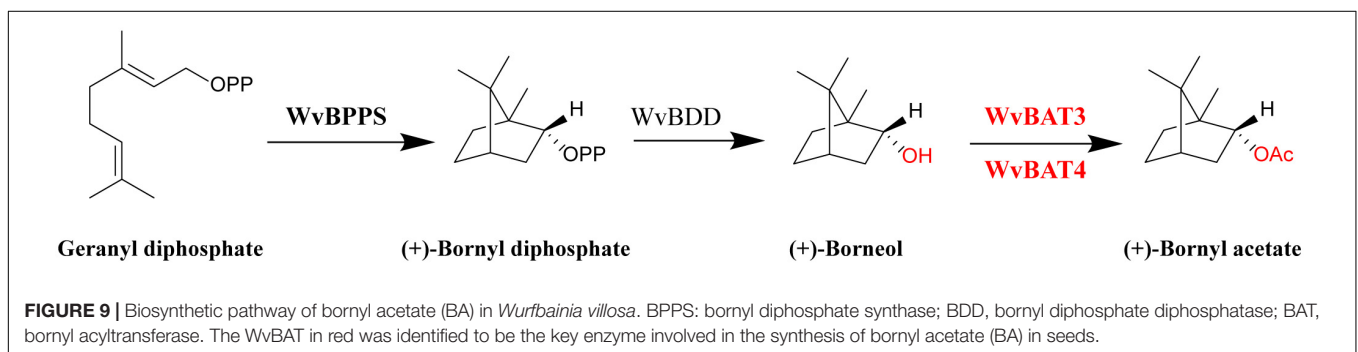 OPP
WvBPPS
H
OPP
WvBDD
H
OH
WvBAT3
WvBAT4
H
OAc
Geranyl diphosphate
(+)-Bornyl diphosphate
(+)-Borneol
(+)-Bornyl acetate
FIGURE 9 | Biosynthetic pathway of bornyl acetate (BA) in Wurfbainia villosa. BPPS: bornyl diphosphate synthase; BDD, bornyl diphosphate diphosphatase; BAT,
bornyl acyltransferase. The WvBAT in red was identified to be the key enzyme involved in the synthesis of bornyl acetate (BA) in seeds.